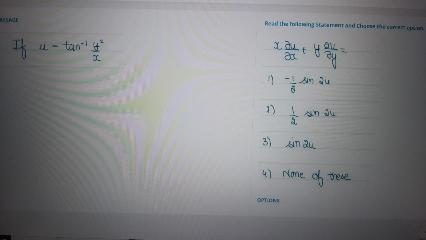 SSAGE
If u = tan⁻¹ y²/x
Read the following Statement and Choose the correct option
x ∂u/∂x + y ∂u/∂y =
1) -1/2 sin 2u
2) 1/2 sin 2u
3) sin 2u
4) None of these
OPTIONS